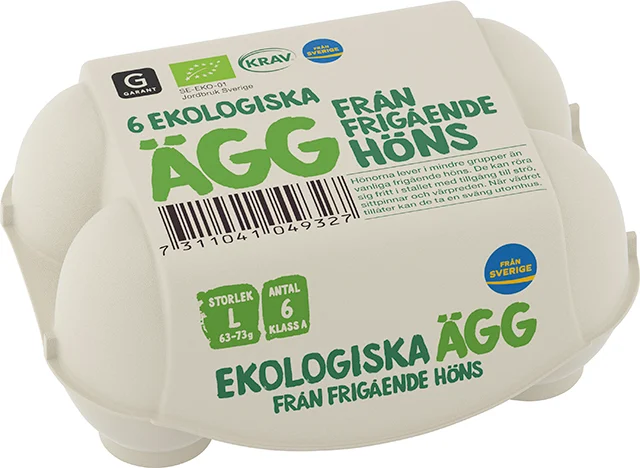 G
GARANT
SE-EKO-01
Jordbruk Sverige
KRAV
FRÅN
SVERIGE
6 EKOLOGISKA
ÄGG
FRÅN
FRIGÅENDE
HÖNS
Hönorna lever i mindre grupper än
vanliga frigående höns. De kan röra
sig fritt i stallet med tillgång till strö,
sittpinnar och värpreden. När vädret
tillåter kan de ta en sväng utomhus.
7 311041 049327
FRÅN
SVERIGE
STORLEK
L
63-73g
ANTAL
6
KLASS A
EKOLOGISKA ÄGG
FRÅN FRIGÅENDE HÖNS